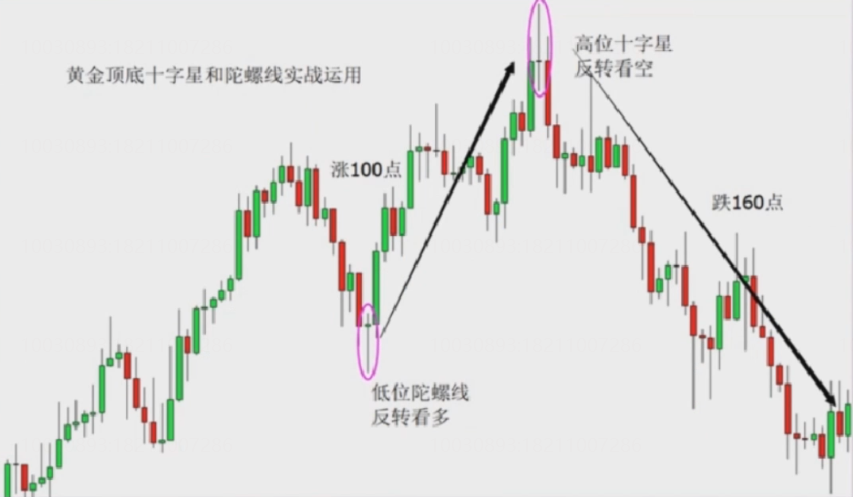 黄金顶底十字星和陀螺线实战运用
高位十字星
反转看空
涨100点
跌160点
低位陀螺线
反转看多